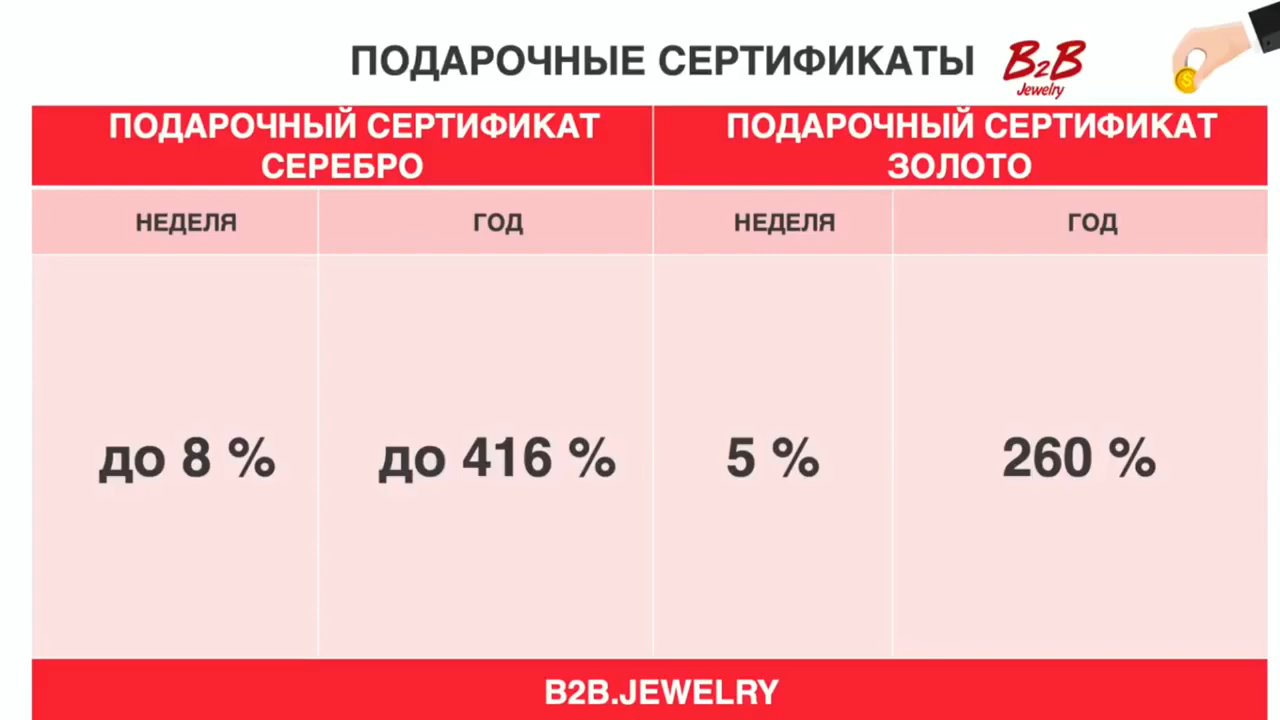 ПОДАРОЧНЫЕ СЕРТИФИКАТЫ B2B
Jewelry
ПОДАРОЧНЫЙ СЕРТИФИКАТ
СЕРЕБРО
ПОДАРОЧНЫЙ СЕРТИФИКАТ
ЗОЛОТО
НЕДЕЛЯ ГОД НЕДЕЛЯ ГОД
до 8 % до 416 % 5 % 260 %
B2B.JEWELRY